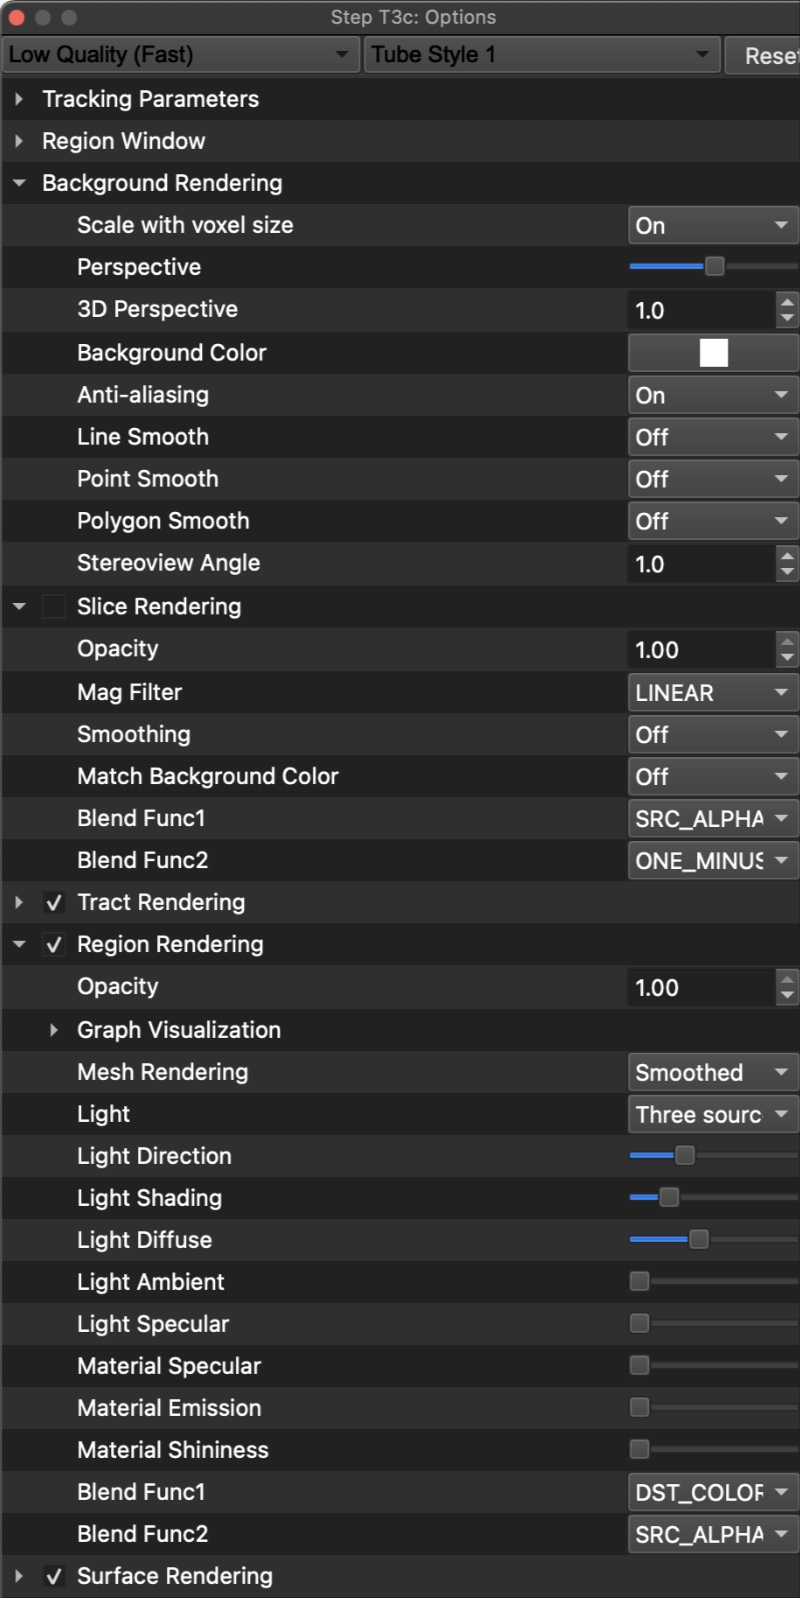 Step T3c: Options
Low Quality (Fast) Tube Style 1 Reset
Tracking Parameters
Region Window
Background Rendering
Scale with voxel size On
Perspective
3D Perspective 1.0
Background Color
Anti-aliasing On
Line Smooth Off
Point Smooth Off
Polygon Smooth Off
Stereoview Angle 1.0
Slice Rendering
Opacity 1.00
Mag Filter LINEAR
Smoothing Off
Match Background Color Off
Blend Func1 SRC_ALPHA
Blend Func2 ONE_MINUS
Tract Rendering
Region Rendering
Opacity 1.00
Graph Visualization
Mesh Rendering Smoothed
Light Three sourc
Light Direction
Light Shading
Light Diffuse
Light Ambient
Light Specular
Material Specular
Material Emission
Material Shininess
Blend Func1 DST_COLOR
Blend Func2 SRC_ALPHA
Surface Rendering